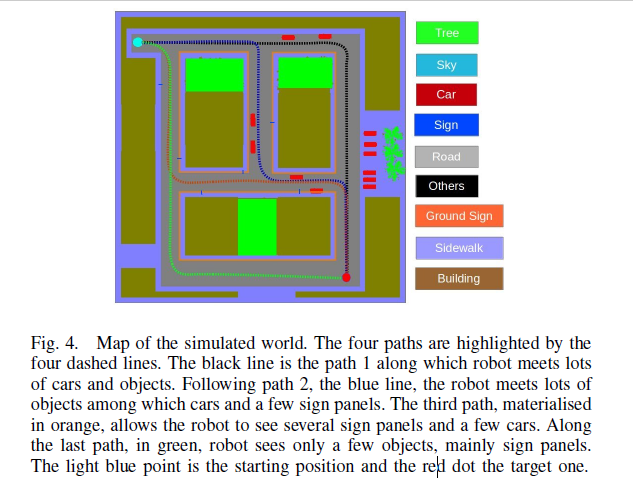 Tree
Sky
Car
Sign
Road
Others
Ground Sign
Sidewalk
Building
Fig. 4. Map of the simulated world. The four paths are highlighted by the
four dashed lines. The black line is the path 1 along which robot meets lots
of cars and objects. Following path 2, the blue line, the robot meets lots of
objects among which cars and a few sign panels. The third path, materialised
in orange, allows the robot to see several sign panels and a few cars. Along
the last path, in green, robot sees only a few objects, mainly sign panels.
The light blue point is the starting position and the red dot the target one.